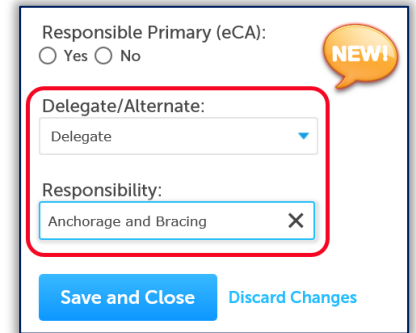 Responsible Primary (eCA):
Yes No
NEW!
Delegate/Alternate:
Delegate
Responsibility:
Anchorage and Bracing
Save and Close Discard Changes